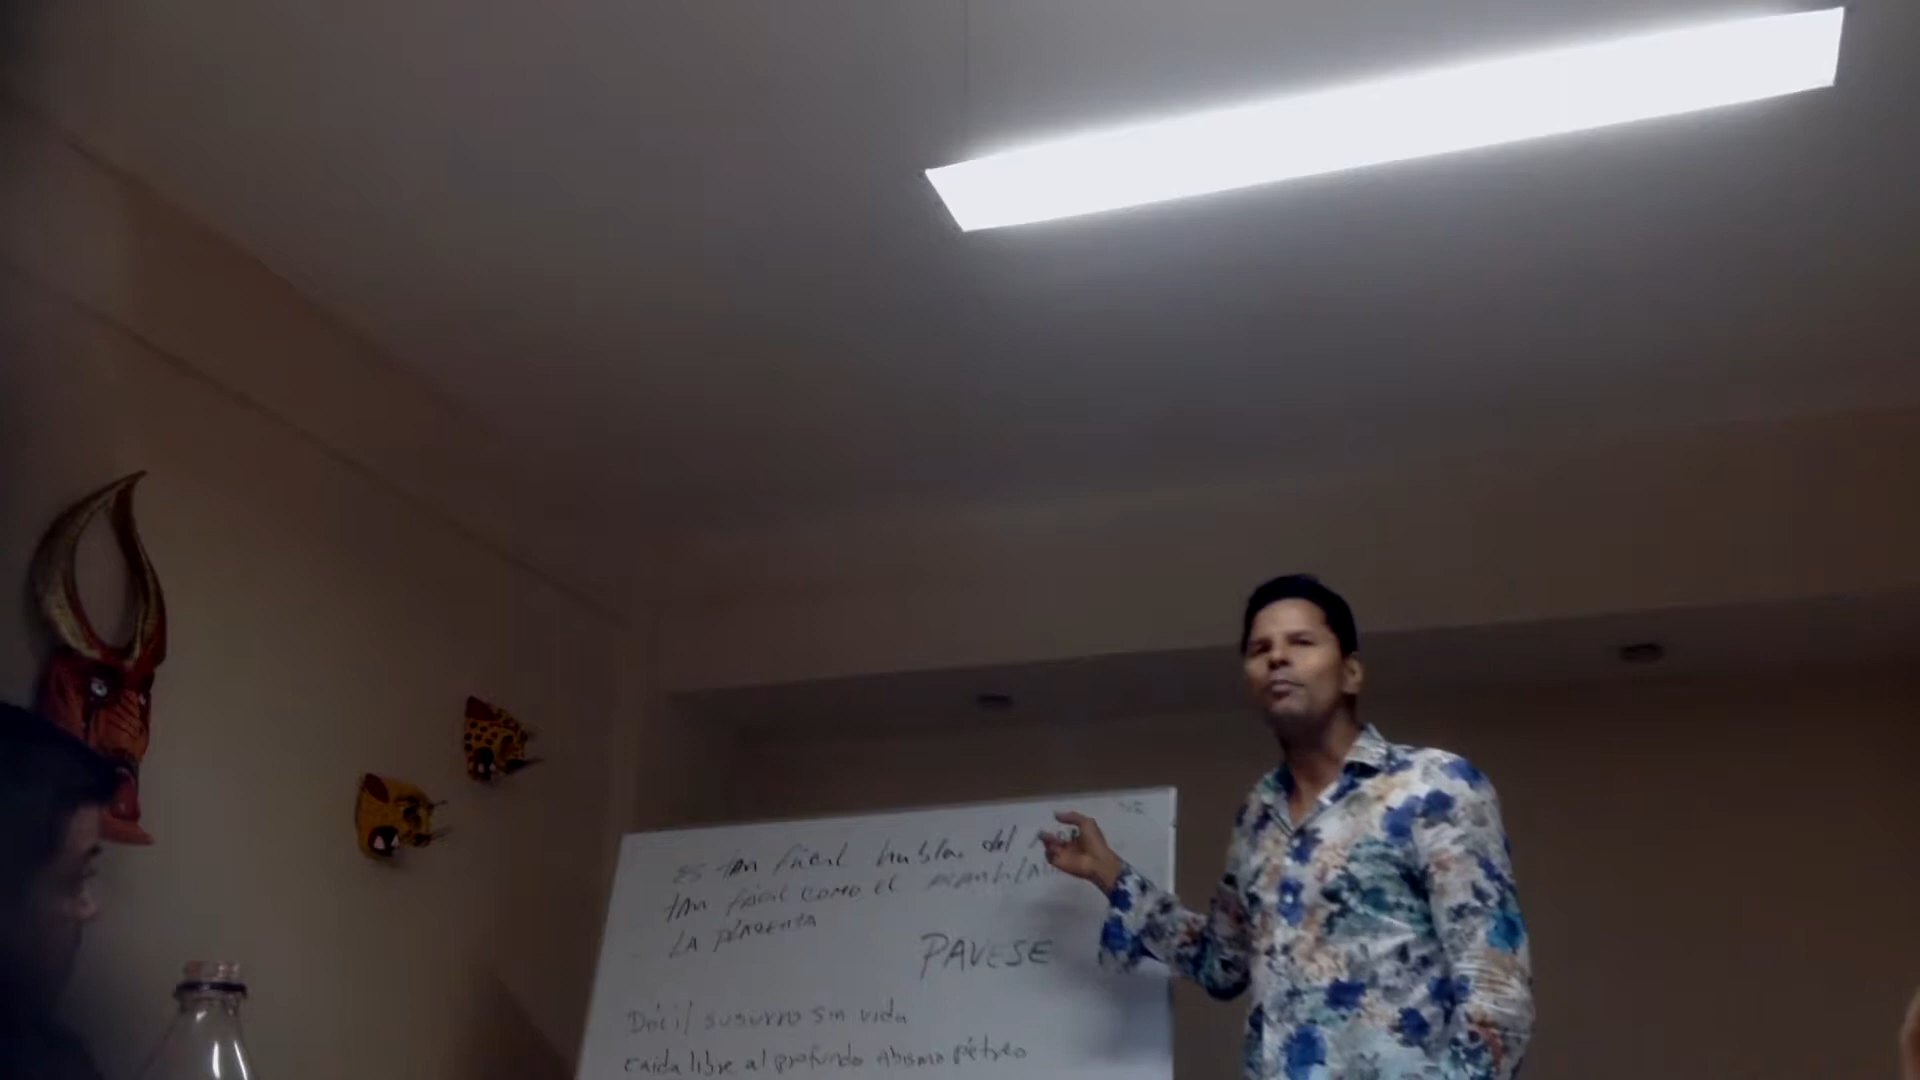 Es tan fácil hablar del
tan fácil como el
la placenta
PAVESE
Dócil susurro sin vida
caída libre al profundo abismo pétreo